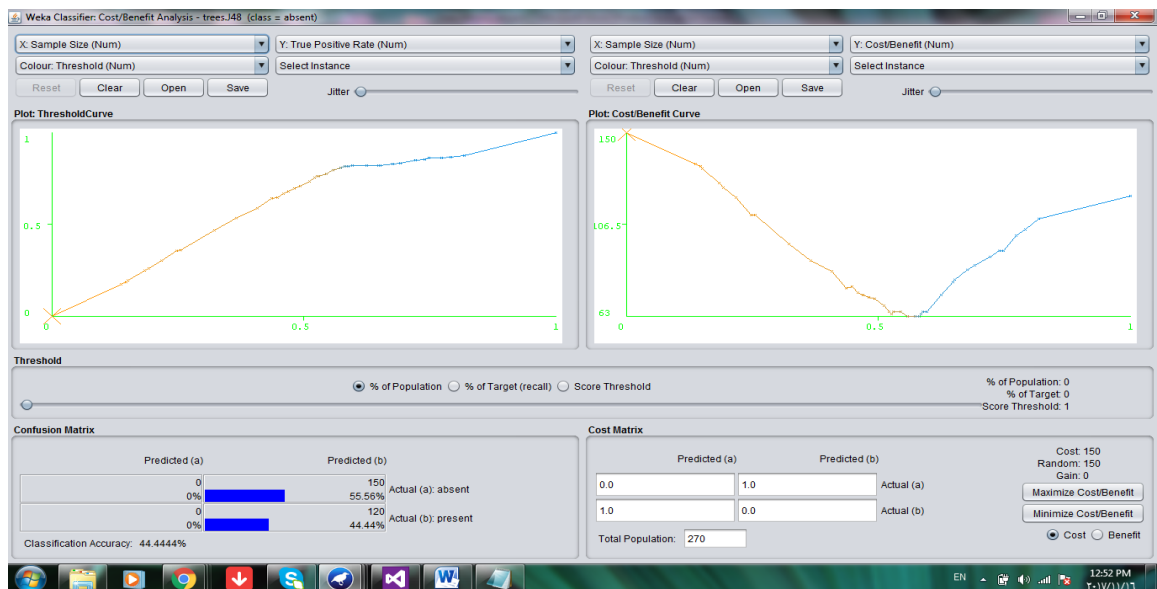 Weka Classifier: Cost/Benefit Analysis - trees.J48 (class = absent)
X: Sample Size (Num) Y: True Positive Rate (Num) X: Sample Size (Num) Y: Cost/Benefit (Num)
Colour: Threshold (Num) Select Instance Colour: Threshold (Num) Select Instance
Reset Clear Open Save Jitter Reset Clear Open Save Jitter
Plot: ThresholdCurve Plot: Cost/Benefit Curve
1 150
0.5 106.5
0 63
0 0.5 1 0 0.5 1
Threshold
% of Population % of Target (recall) Score Threshold
% of Population: 0
% of Target: 0
Score Threshold: 1
Confusion Matrix
Predicted (a) Predicted (b)
0 150
0% 55.56% Actual (a): absent
0 120
0% 44.44% Actual (b): present
Classification Accuracy: 44.4444%
Cost Matrix
Predicted (a) Predicted (b)
0.0 1.0 Actual (a)
1.0 0.0 Actual (b)
Total Population: 270
Cost: 150
Random: 150
Gain: 0
Maximize Cost/Benefit
Minimize Cost/Benefit
Cost Benefit
EN 12:52 PM
٢٠١٧/١١/١٦